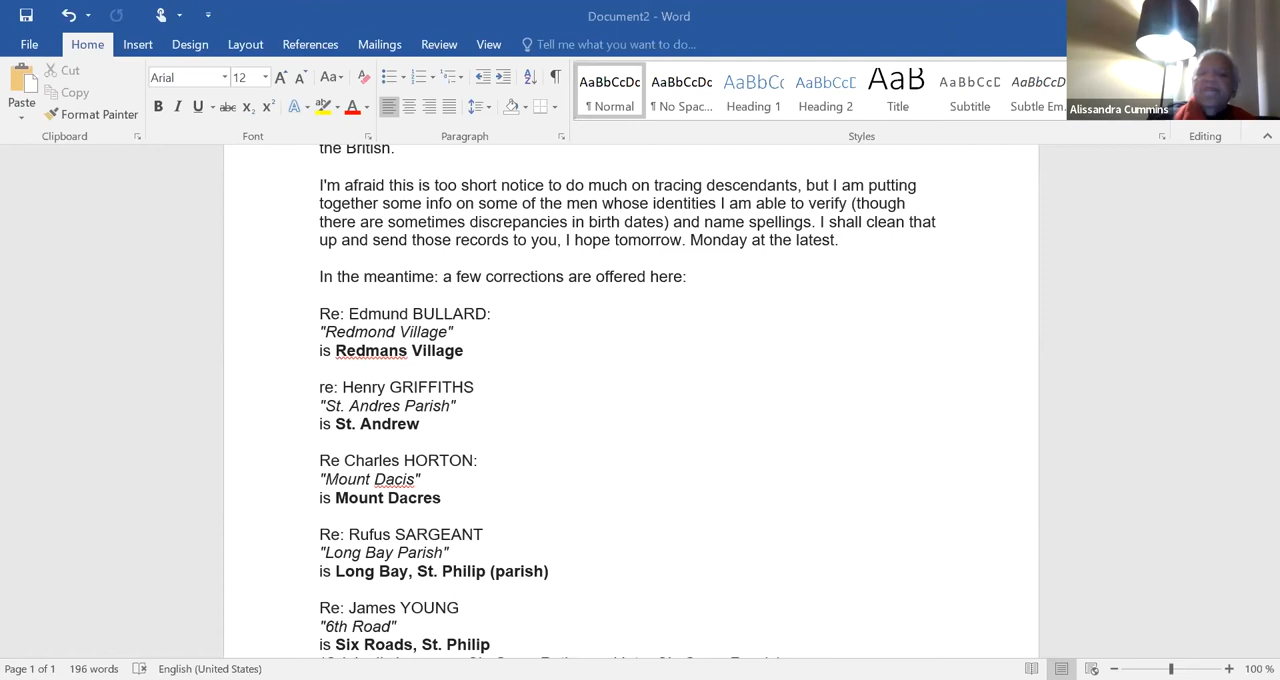 Document2 - Word
File Home Insert Design Layout References Mailings Review View Tell me what you want to do...
Paste
Cut
Copy
Format Painter
Clipboard
Arial 12
Font
Paragraph
AaBbCcDc AaBbCcDc AaBbCc AaBbCcD AaB AaBbCcD AaBbCcD
¶ Normal ¶ No Spac... Heading 1 Heading 2 Title Subtitle Subtle Em...
Styles
Editing
Alissandra Cummins
the British.
I'm afraid this is too short notice to do much on tracing descendants, but I am putting
together some info on some of the men whose identities I am able to verify (though
there are sometimes discrepancies in birth dates) and name spellings. I shall clean that
up and send those records to you, I hope tomorrow. Monday at the latest.
In the meantime: a few corrections are offered here:
Re: Edmund BULLARD:
"Redmond Village"
is Redmans Village
re: Henry GRIFFITHS
"St. Andres Parish"
is St. Andrew
Re Charles HORTON:
"Mount Dacis"
is Mount Dacres
Re: Rufus SARGEANT
"Long Bay Parish"
is Long Bay, St. Philip (parish)
Re: James YOUNG
"6th Road"
is Six Roads, St. Philip
Page 1 of 1 196 words English (United States) 100 %